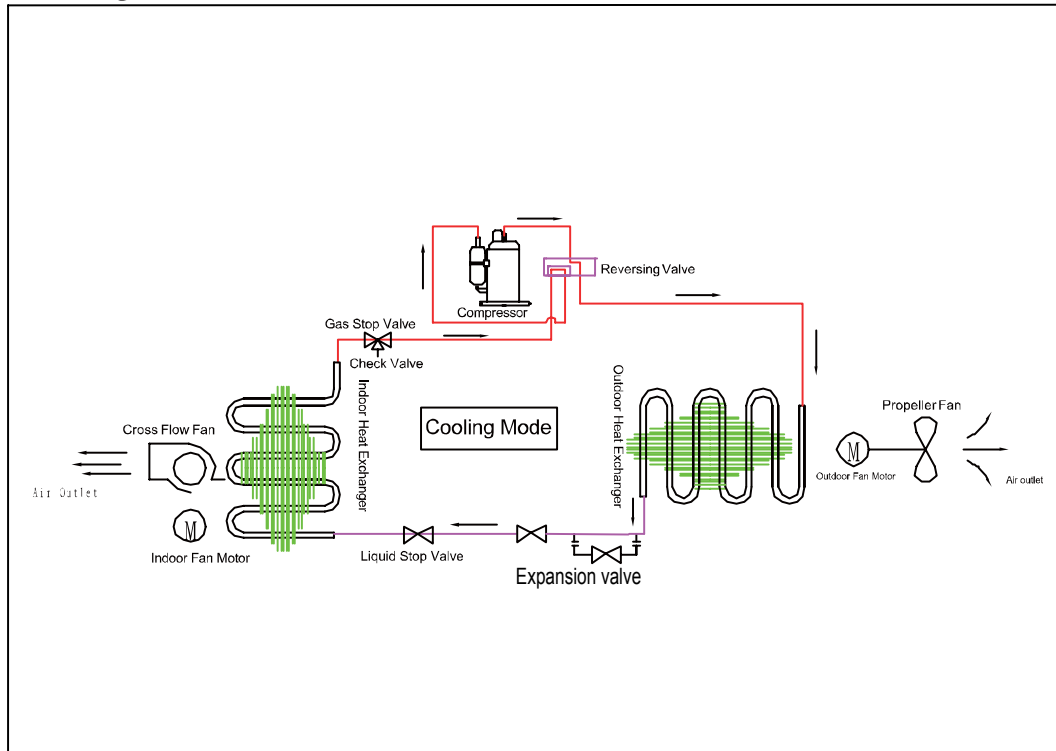 Reversing Valve
Compressor
Gas Stop Valve
Check Valve
Indoor Heat Exchanger
Outdoor Heat Exchanger
Cooling Mode
Cross Flow Fan
Air Outlet
M
Indoor Fan Motor
Propeller Fan
M
Outdoor Fan Motor
Air outlet
Liquid Stop Valve
Expansion valve